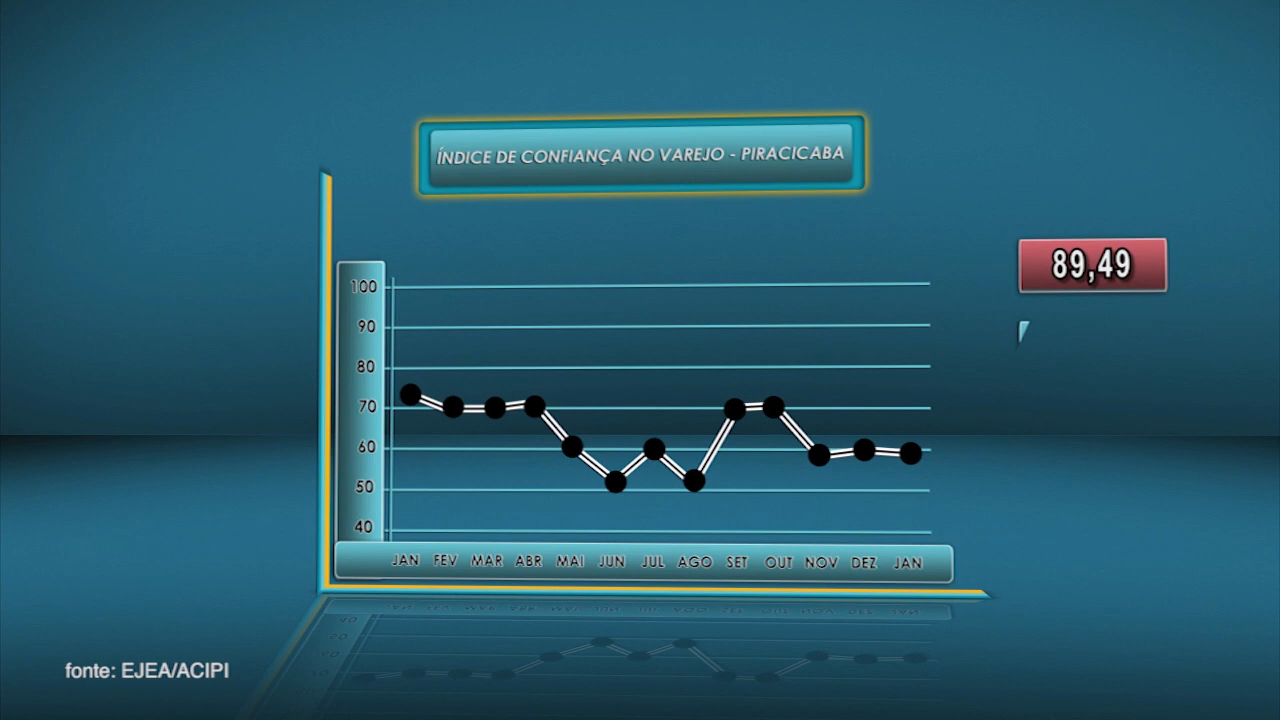 ÍNDICE DE CONFIANÇA NO VAREJO - PIRACICABA
89,49
100
90
80
70
60
50
40
JAN FEV MAR ABR MAI JUN JUL AGO SET OUT NOV DEZ JAN
fonte: EJEA/ACIPI